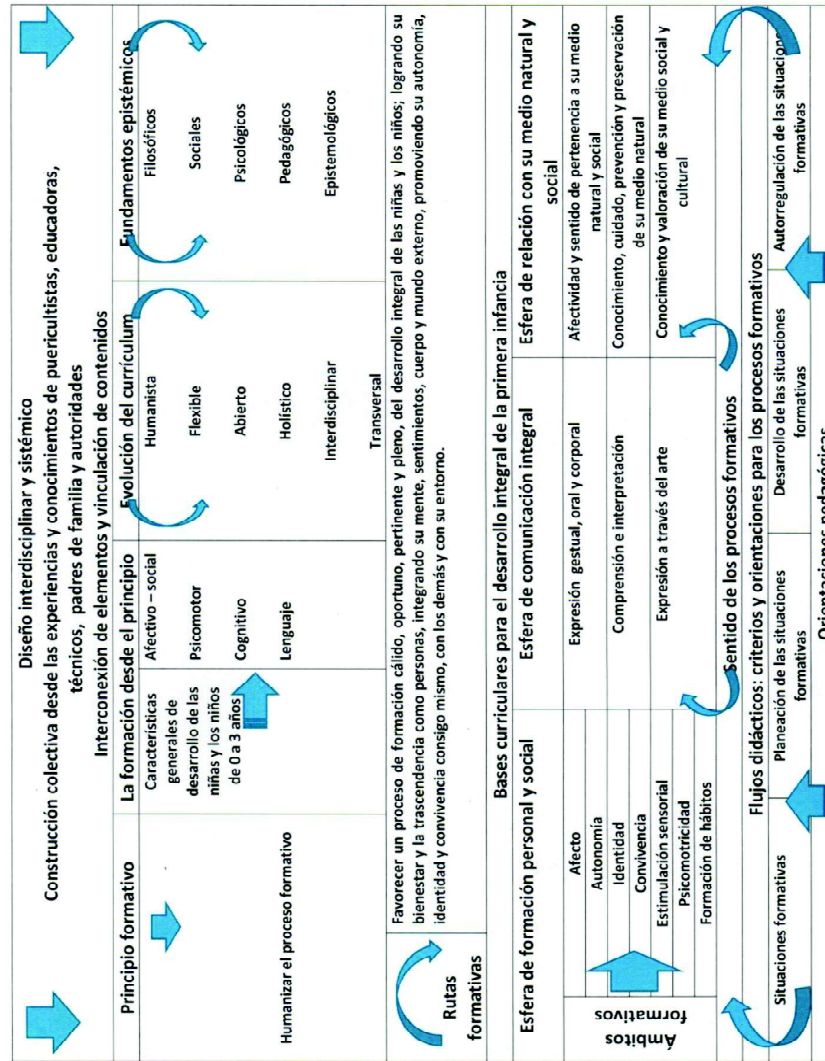 Diseño interdisciplinar y sistémico
Construcción colectiva desde las experiencias y conocimientos de puericultistas, educadoras,
técnicos, padres de familia y autoridades
Interconexión de elementos y vinculación de contenidos
Principio formativo
Humanizar el proceso formativo
La formación desde el principio
Características
generales de
desarrollo de las
niñas y los niños
de 0 a 3 años
Afectivo – social
Psicomotor
Cognitivo
Lenguaje
Evolución del currículum
Humanista
Flexible
Abierto
Holístico
Interdisciplinar
Transversal
Fundamentos epistémicos
Filosóficos
Sociales
Psicológicos
Pedagógicos
Epistemológicos
Rutas
formativas
Favorecer un proceso de formación cálido, oportuno, pertinente y pleno, del desarrollo integral de las niñas y los niños; logrando su
bienestar y la trascendencia como personas, integrando su mente, sentimientos, cuerpo y mundo externo, promoviendo su autonomía,
identidad y convivencia consigo mismo, con los demás y con su entorno.
Bases curriculares para el desarrollo integral de la primera infancia
Esfera de formación personal y social
Esfera de comunicación integral
Esfera de relación con su medio natural y
social
Ámbitos
formativos
Afecto
Autonomía
Identidad
Convivencia
Estimulación sensorial
Psicomotricidad
Formación de hábitos
Expresión gestual, oral y corporal
Comprensión e interpretación
Expresión a través del arte
Afectividad y sentido de pertenencia a su medio
natural y social
Conocimiento, cuidado, prevención y preservación
de su medio natural
Conocimiento y valoración de su medio social y
cultural
Sentido de los procesos formativos
Flujos didácticos: criterios y orientaciones para los procesos formativos
Situaciones formativas
Planeación de las situaciones
formativas
Desarrollo de las situaciones
formativas
Autorregulación de las situaciones
formativas
Orientaciones pedagógicas